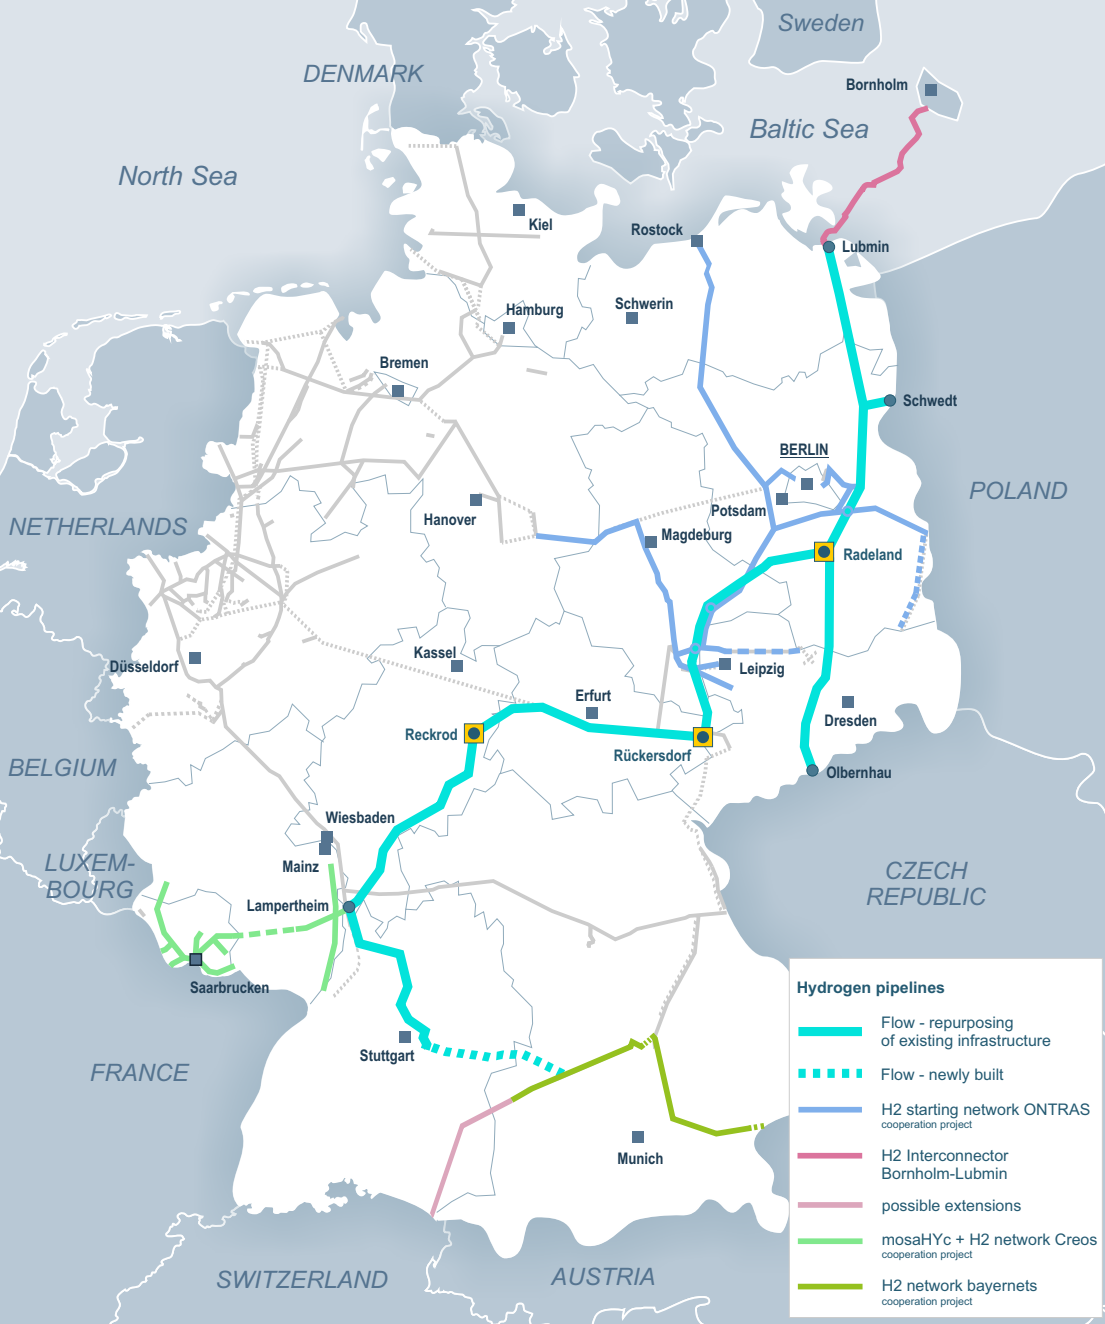 Sweden
DENMARK
Bornholm
Baltic Sea
North Sea
Kiel
Rostock
Lubmin
Schwerin
Hamburg
Bremen
Schwedt
BERLIN
POLAND
Hanover
Potsdam
NETHERLANDS
Magdeburg
Radeland
Düsseldorf
Kassel
Leipzig
Erfurt
Dresden
Reckrod
Rückersdorf
BELGIUM
Olbernhau
Wiesbaden
Mainz
LUXEM-
BOURG
CZECH
REPUBLIC
Lampertheim
Saarbrucken
Stuttgart
FRANCE
Munich
SWITZERLAND
AUSTRIA
Hydrogen pipelines
Flow - repurposing
of existing infrastructure
Flow - newly built
H2 starting network ONTRAS
cooperation project
H2 Interconnector
Bornholm-Lubmin
possible extensions
mosaHYc + H2 network Creos
cooperation project
H2 network bayernets
cooperation project